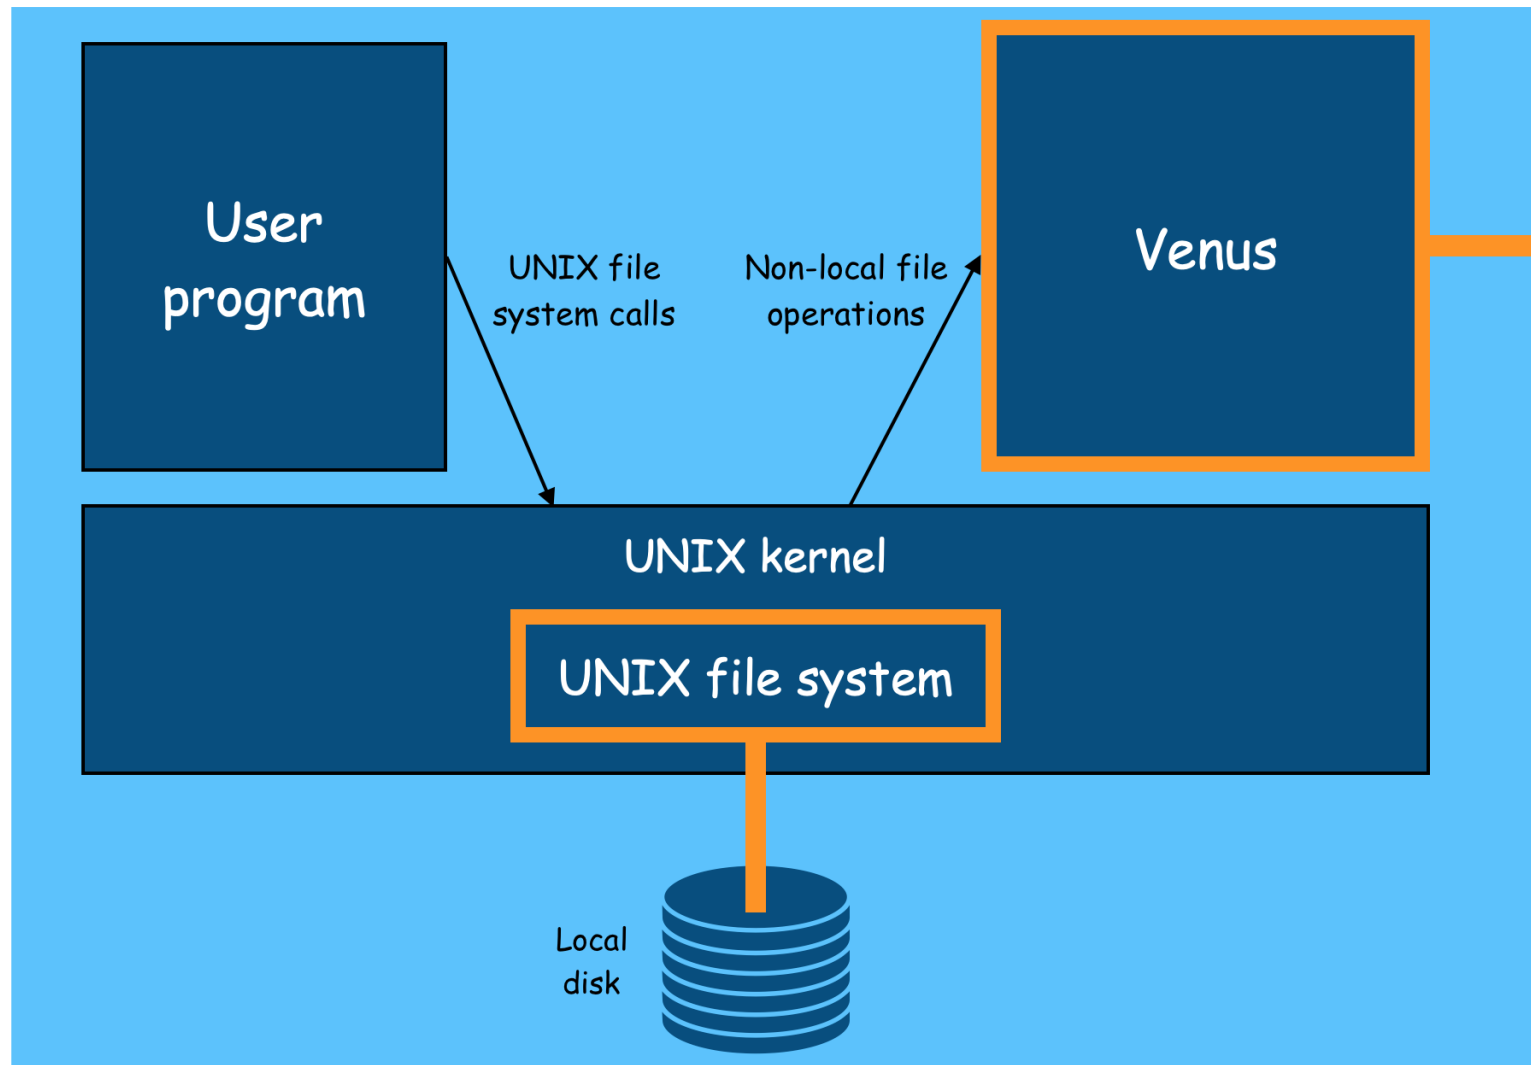 User
program
UNIX file
system calls
Non-local file
operations
Venus
UNIX kernel
UNIX file system
Local
disk